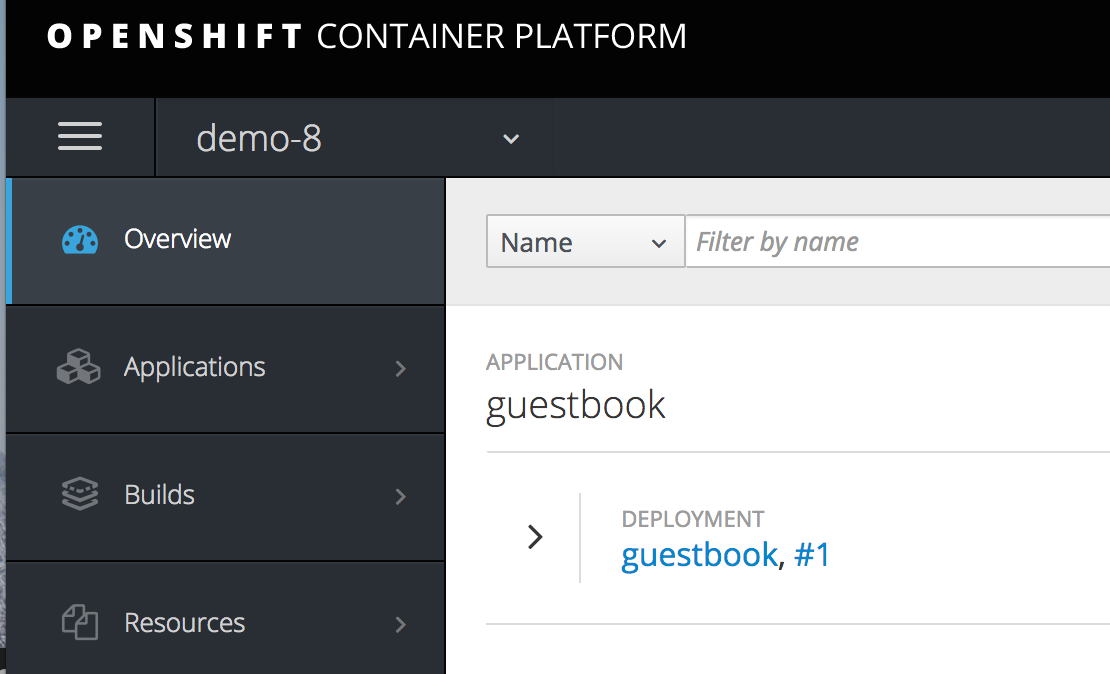 OPENSHIFT CONTAINER PLATFORM
demo-8
Overview
Applications
Builds
Resources
Name
Filter by name
APPLICATION
guestbook
DEPLOYMENT
guestbook, #1